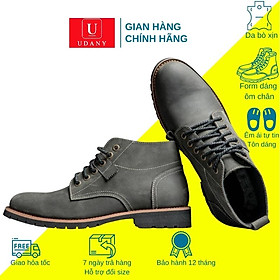 U
UDANY
GIAN HÀNG
CHÍNH HÃNG
Da bò xịn
Form dáng
ôm chân
Êm ái tự tin
Tôn dáng
FREE
Giao hỏa tốc
7 ngày trả hàng
Hỗ trợ đổi size
Bảo hành 12 tháng